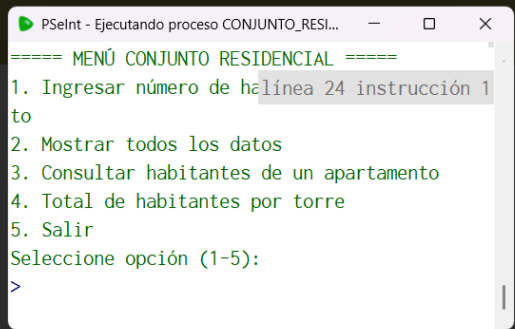 PSeInt - Ejecutando proceso CONJUNTO_RESI...
===== MENÚ CONJUNTO RESIDENCIAL =====
1. Ingresar número de ha
línea 24 instrucción 1
to
2. Mostrar todos los datos
3. Consultar habitantes de un apartamento
4. Total de habitantes por torre
5. Salir
Seleccione opción (1-5):
>